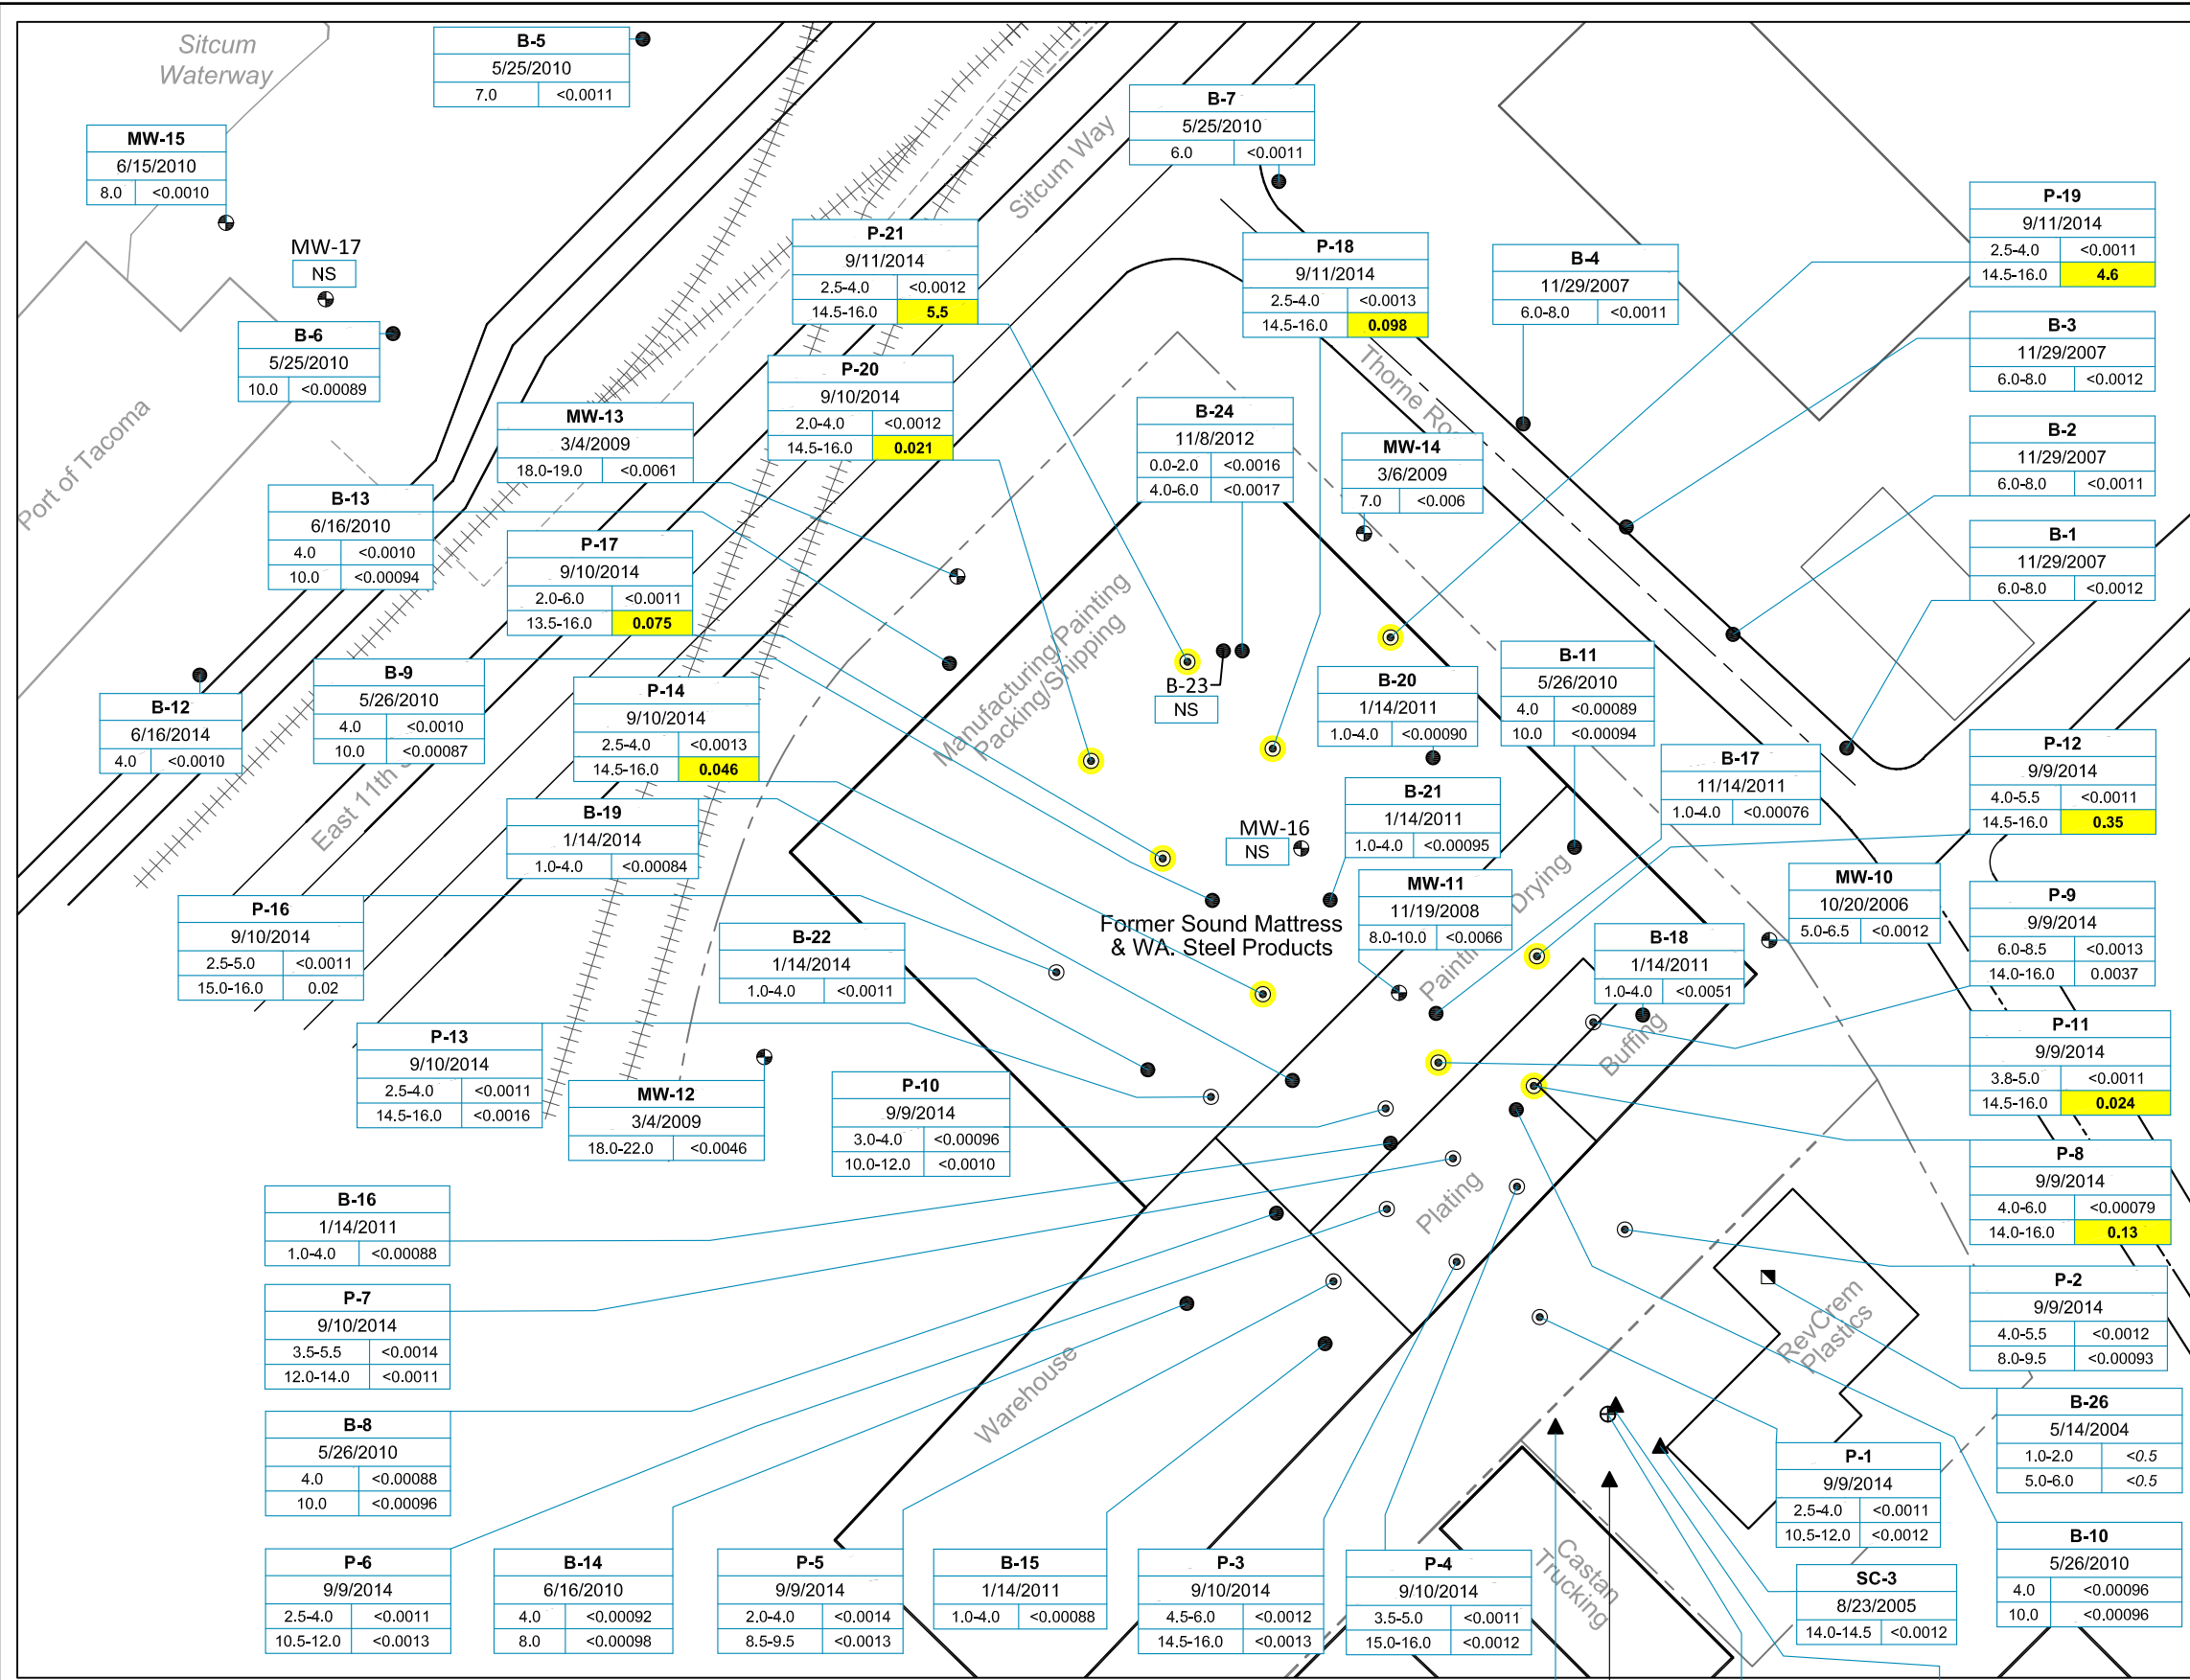 Sitcum
Waterway
B-5
5/25/2010
7.0 <0.0011
MW-15
6/15/2010
8.0 <0.0010
MW-17
NS
B-6
5/25/2010
10.0 <0.00089
Port of Tacoma
Sitcum Way
B-7
5/25/2010
6.0 <0.0011
P-21
9/11/2014
2.5-4.0 <0.0012
14.5-16.0 5.5
P-18
9/11/2014
2.5-4.0 <0.0013
14.5-16.0 0.098
B-4
11/29/2007
6.0-8.0 <0.0011
P-19
9/11/2014
2.5-4.0 <0.0011
14.5-16.0 4.6
B-3
11/29/2007
6.0-8.0 <0.0012
B-2
11/29/2007
6.0-8.0 <0.0011
B-1
11/29/2007
6.0-8.0 <0.0012
Thorne
P-20
9/10/2014
2.0-4.0 <0.0012
14.5-16.0 0.021
MW-13
3/4/2009
18.0-19.0 <0.0061
B-24
11/8/2012
0.0-2.0 <0.0016
4.0-6.0 <0.0017
MW-14
3/6/2009
7.0 <0.006
B-13
6/16/2010
4.0 <0.0010
10.0 <0.00094
P-17
9/10/2014
2.0-6.0 <0.0011
13.5-16.0 0.075
B-12
6/16/2014
4.0 <0.0010
B-9
5/26/2010
4.0 <0.0010
10.0 <0.00087
East 11th
P-14
9/10/2014
2.5-4.0 <0.0013
14.5-16.0 0.046
Manufacturing/Painting
Packing/Shipping
B-23
NS
B-20
1/14/2011
1.0-4.0 <0.00090
B-11
5/26/2010
4.0 <0.00089
10.0 <0.00094
B-17
11/14/2011
1.0-4.0 <0.00076
P-12
9/9/2014
4.0-5.5 <0.0011
14.5-16.0 0.35
B-19
1/14/2014
1.0-4.0 <0.00084
MW-16
NS
B-21
1/14/2011
1.0-4.0 <0.00095
MW-11
11/19/2008
8.0-10.0 <0.0066
Drying
MW-10
10/20/2006
5.0-6.5 <0.0012
P-9
9/9/2014
6.0-8.5 <0.0013
14.0-16.0 0.0037
P-16
9/10/2014
2.5-5.0 <0.0011
15.0-16.0 0.02
B-22
1/14/2014
1.0-4.0 <0.0011
Former Sound Mattress
& WA. Steel Products
B-18
1/14/2011
1.0-4.0 <0.0051
Buffing
P-11
9/9/2014
3.8-5.0 <0.0011
14.5-16.0 0.024
P-13
9/10/2014
2.5-4.0 <0.0011
14.5-16.0 <0.0016
MW-12
3/4/2009
18.0-22.0 <0.0046
P-10
9/9/2014
3.0-4.0 <0.00096
10.0-12.0 <0.0010
P-8
9/9/2014
4.0-6.0 <0.00079
14.0-16.0 0.13
B-16
1/14/2011
1.0-4.0 <0.00088
Plating
P-7
9/10/2014
3.5-5.5 <0.0014
12.0-14.0 <0.0011
P-2
9/9/2014
4.0-5.5 <0.0012
8.0-9.5 <0.00093
RevCrem
Plastics
Warehouse
B-8
5/26/2010
4.0 <0.00088
10.0 <0.00096
B-26
5/14/2004
1.0-2.0 <0.5
5.0-6.0 <0.5
P-1
9/9/2014
2.5-4.0 <0.0011
10.5-12.0 <0.0012
B-10
5/26/2010
4.0 <0.00096
10.0 <0.00096
P-6
9/9/2014
2.5-4.0 <0.0011
10.5-12.0 <0.0013
B-14
6/16/2010
4.0 <0.00092
8.0 <0.00098
P-5
9/9/2014
2.0-4.0 <0.0014
8.5-9.5 <0.0013
B-15
1/14/2011
1.0-4.0 <0.00088
P-3
9/10/2014
4.5-6.0 <0.0012
14.5-16.0 <0.0013
P-4
9/10/2014
3.5-5.0 <0.0011
15.0-16.0 <0.0012
Castan
Trucking
SC-3
8/23/2005
14.0-14.5 <0.0012